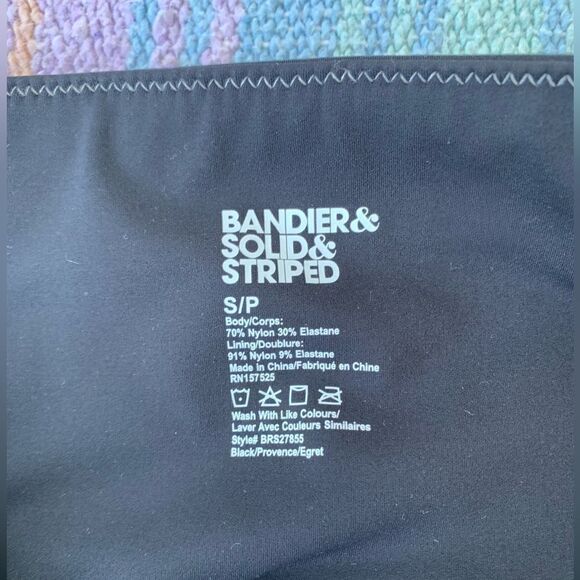 BANDIER&
SOLID&
STRIPED
S/P
Body/Corps:
70% Nylon 30% Elastane
Lining/Doublure:
91% Nylon 9% Elastane
Made in China/Fabriqué en Chine
RN157525
Wash With Like Colours/
Laver Avec Couleurs Similaires
Style# BRS27855
Black/Provence/Egret